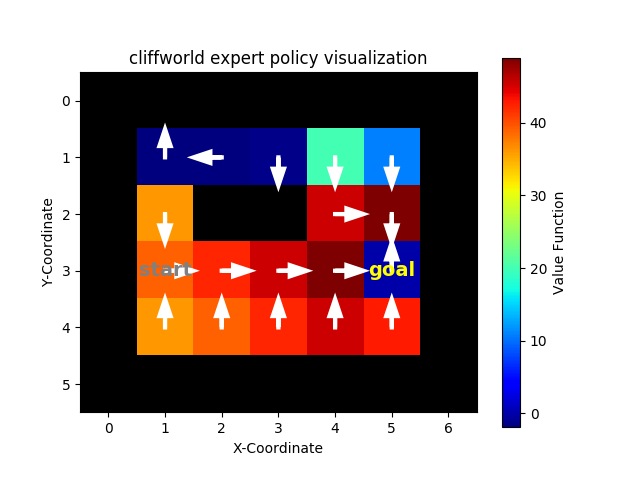 cliffworld expert policy visualization
0
1
2
3
4
5
Y-Coordinate
start
goal
0 1 2 3 4 5 6
X-Coordinate
40
30
20
10
0
Value Function